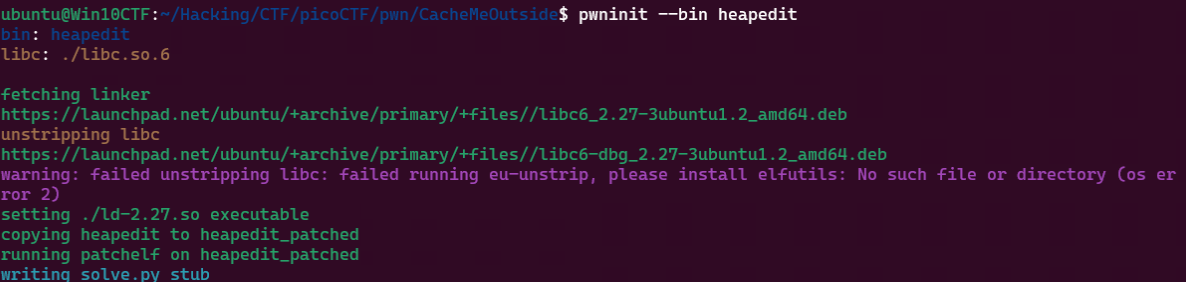 ubuntu@Win10CTF:~/Hacking/CTF/picoCTF/pwn/CacheMeOutside$ pwninit --bin heapedit
bin: heapedit
libc: ./libc.so.6
fetching linker
https://launchpad.net/ubuntu/+archive/primary/+files//libc6_2.27-3ubuntu1.2_amd64.deb
unstripping libc
https://launchpad.net/ubuntu/+archive/primary/+files//libc6-dbg_2.27-3ubuntu1.2_amd64.deb
warning: failed unstripping libc: failed running eu-unstrip, please install elfutils: No such file or directory (os er
ror 2)
setting ./ld-2.27.so executable
copying heapedit to heapedit_patched
running patchelf on heapedit_patched
writing solve.py stub